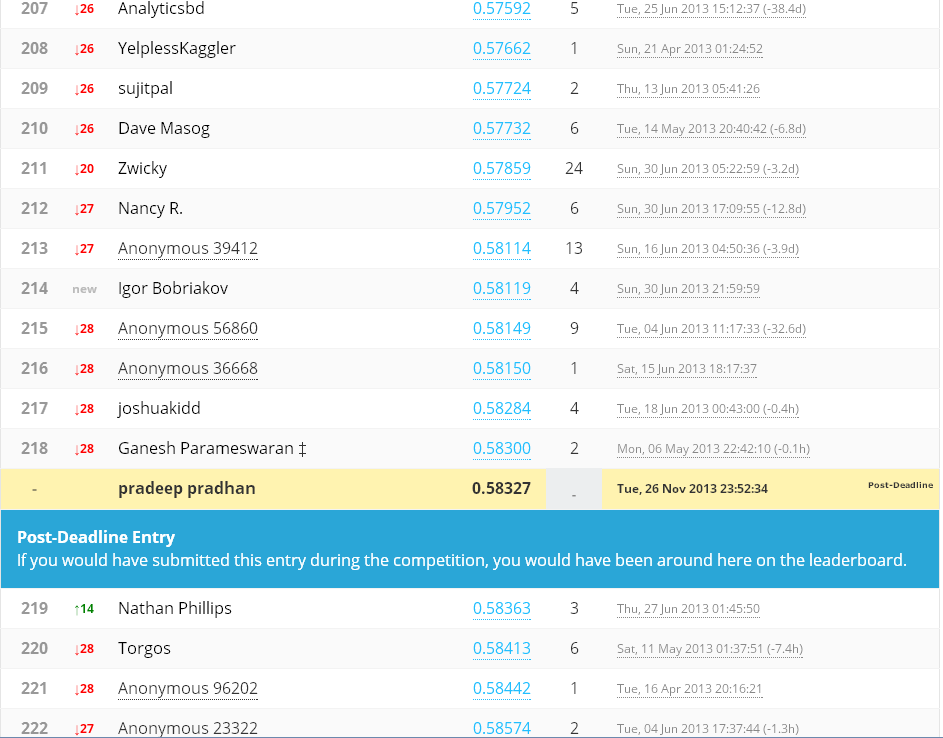 207 ↓26 Analyticsbd 0.57592 5 Tue, 25 Jun 2013 15:12:37 (-38.4d)
208 ↓26 YelplessKaggler 0.57662 1 Sun, 21 Apr 2013 01:24:52
209 ↓26 sujitpal 0.57724 2 Thu, 13 Jun 2013 05:41:26
210 ↓26 Dave Masog 0.57732 6 Tue, 14 May 2013 20:40:42 (-6.8d)
211 ↓20 Zwicky 0.57859 24 Sun, 30 Jun 2013 05:22:59 (-3.2d)
212 ↓27 Nancy R. 0.57952 6 Sun, 30 Jun 2013 17:09:55 (-12.8d)
213 ↓27 Anonymous 39412 0.58114 13 Sun, 16 Jun 2013 04:50:36 (-3.9d)
214 new Igor Bobriakov 0.58119 4 Sun, 30 Jun 2013 21:59:59
215 ↓28 Anonymous 56860 0.58149 9 Tue, 04 Jun 2013 11:17:33 (-32.6d)
216 ↓28 Anonymous 36668 0.58150 1 Sat, 15 Jun 2013 18:17:37
217 ↓28 joshuakidd 0.58284 4 Tue, 18 Jun 2013 00:43:00 (-0.4h)
218 ↓28 Ganesh Parameswaran ‡ 0.58300 2 Mon, 06 May 2013 22:42:10 (-0.1h)
- pradeep pradhan 0.58327 - Tue, 26 Nov 2013 23:52:34 Post-Deadline
Post-Deadline Entry
If you would have submitted this entry during the competition, you would have been around here on the leaderboard.
219 ↑14 Nathan Phillips 0.58363 3 Thu, 27 Jun 2013 01:45:50
220 ↓28 Torgos 0.58413 6 Sat, 11 May 2013 01:37:51 (-7.4h)
221 ↓28 Anonymous 96202 0.58442 1 Tue, 16 Apr 2013 20:16:21
222 ↓27 Anonymous 23322 0.58574 2 Tue, 04 Jun 2013 17:37:44 (-1.3h)